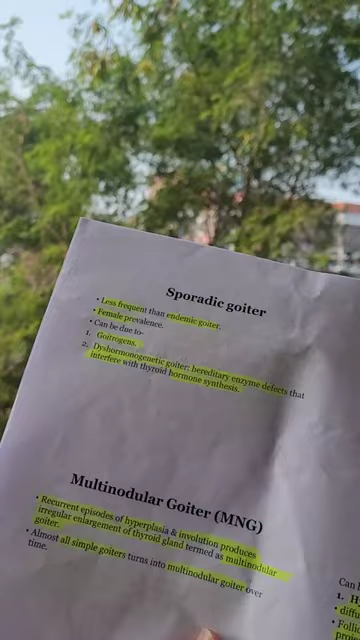 Sporadic goiter
• Less frequent than endemic goiter.
• Female prevalence.
• Can be due to-
1. Goitrogens.
2. Dyshormonogenetic goiter: hereditary enzyme defects that
interfere with thyroid hormone synthesis.
Multinodular Goiter (MNG)
• Recurrent episodes of hyperplasia & involution produces
irregular enlargement of thyroid gland termed as multinodular
goiter.
• Almost all simple goiters turns into multinodular goiter over
time.
Can b
1. H
• diffu
• Folli